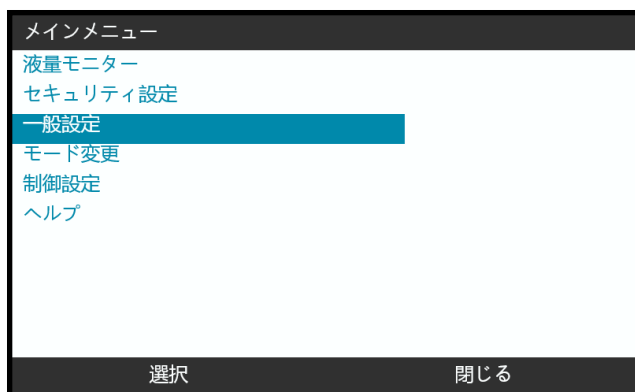 メインメニュー
液量モニター
セキュリティ設定
一般設定
モード変更
制御設定
ヘルプ
選択 閉じる